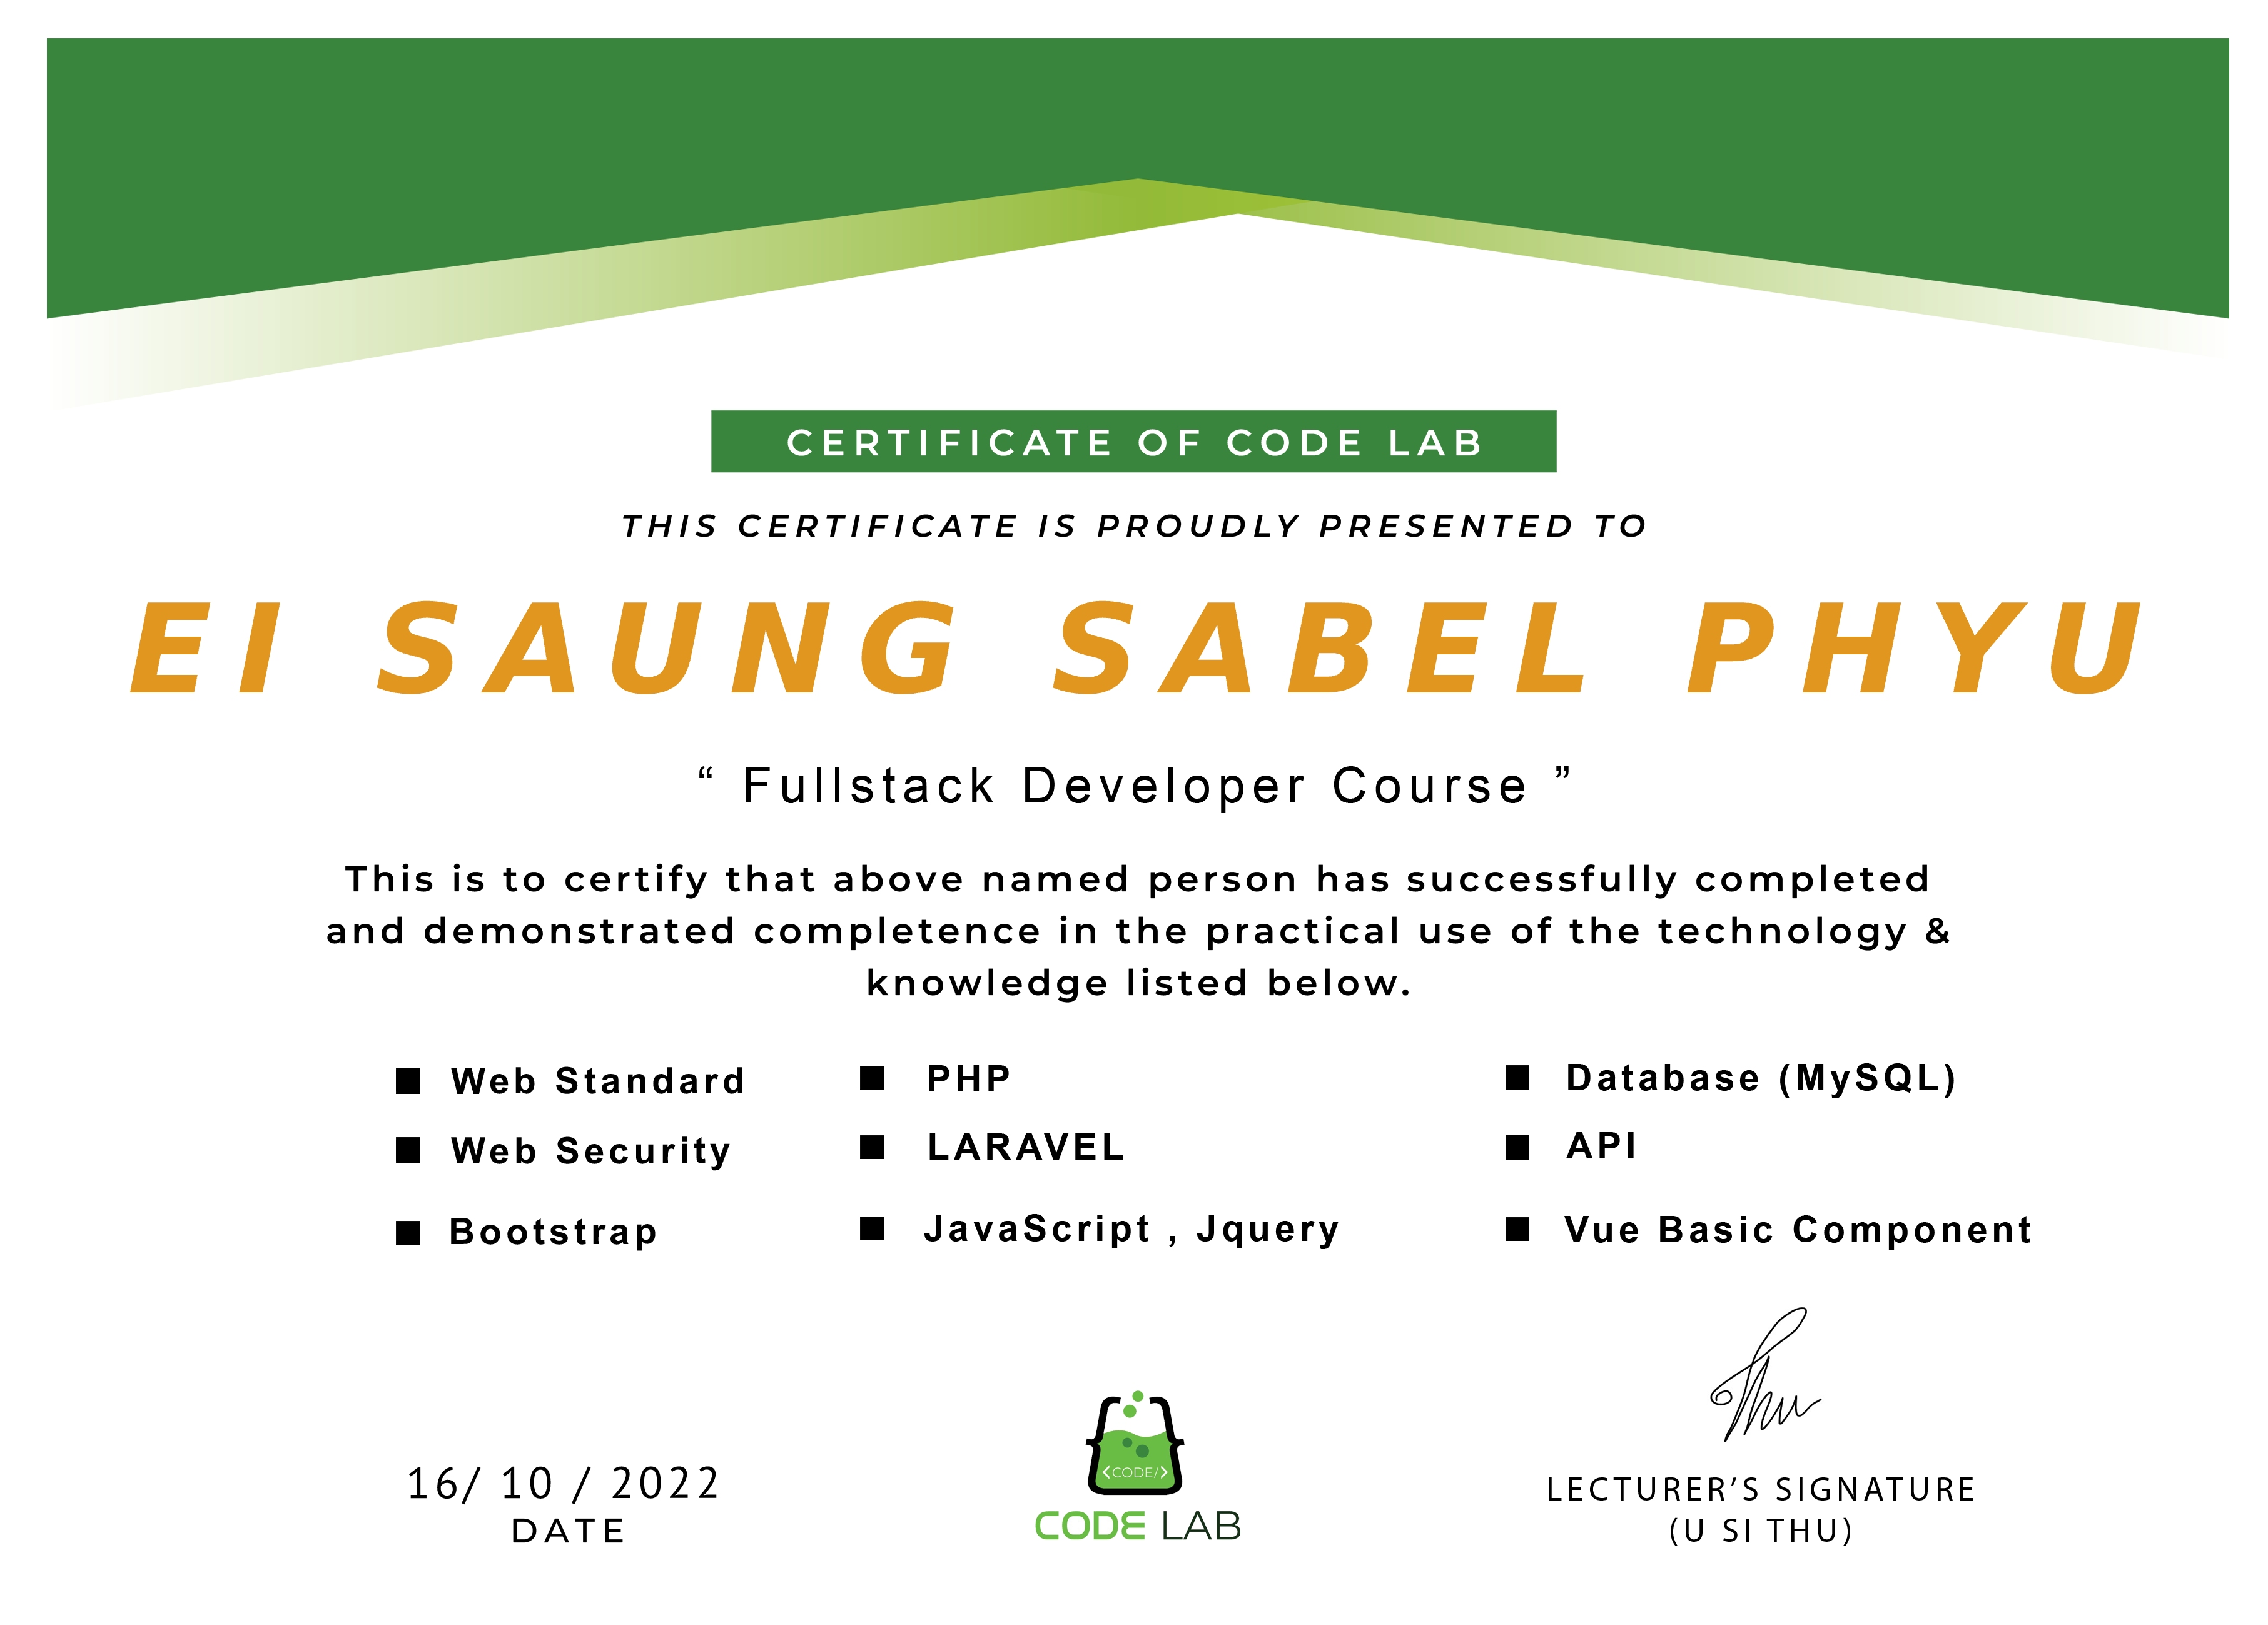 CERTIFICATE OF CODE LAB
THIS CERTIFICATE IS PROUDLY PRESENTED TO
EI SAUNG SABEL PHYU
“ Fullstack Developer Course ”
This is to certify that above named person has successfully completed
and demonstrated completence in the practical use of the technology &
knowledge listed below.
■ Web Standard
■ Web Security
■ Bootstrap
■ PHP
■ LARAVEL
■ JavaScript , Jquery
■ Database (MySQL)
■ API
■ Vue Basic Component
16/ 10 / 2022
DATE
<CODE/>
CODE LAB
Thu
LECTURER’S SIGNATURE
(U SI THU)